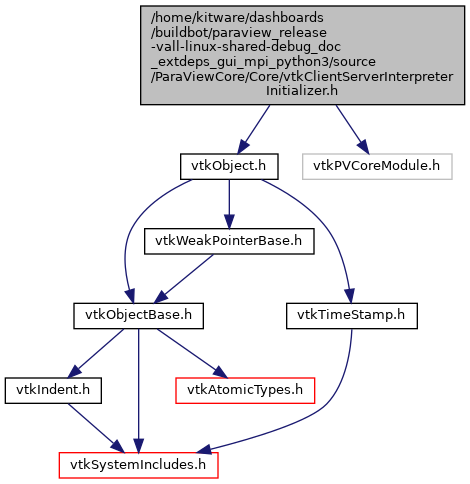 /home/kitware/dashboards
/buildbot/paraview_release
-vall-linux-shared-debug_doc
_extdeps_gui_mpi_python3/source
/ParaViewCore/Core/vtkClientServerInterpreter
Initializer.h
vtkObject.h
vtkPVCoreModule.h
vtkWeakPointerBase.h
vtkObjectBase.h
vtkTimeStamp.h
vtkIndent.h
vtkAtomicTypes.h
vtkSystemIncludes.h